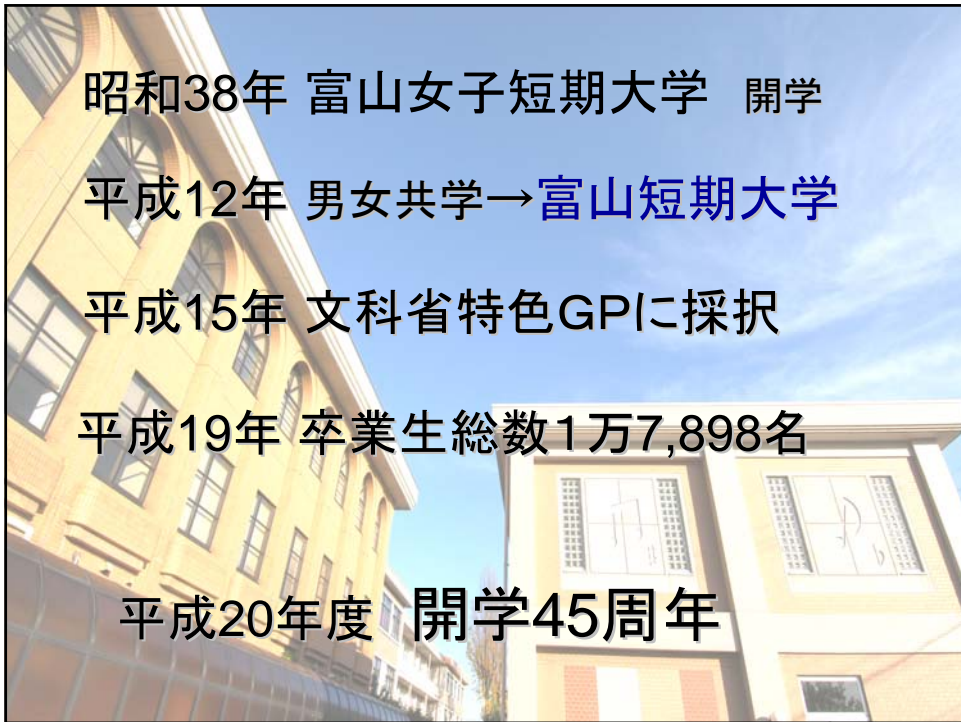 昭和38年 富山女子短期大学　開学
平成12年 男女共学→富山短期大学
平成15年 文科省特色GPに採択
平成19年 卒業生総数１万7,898名
平成20年度　開学45周年